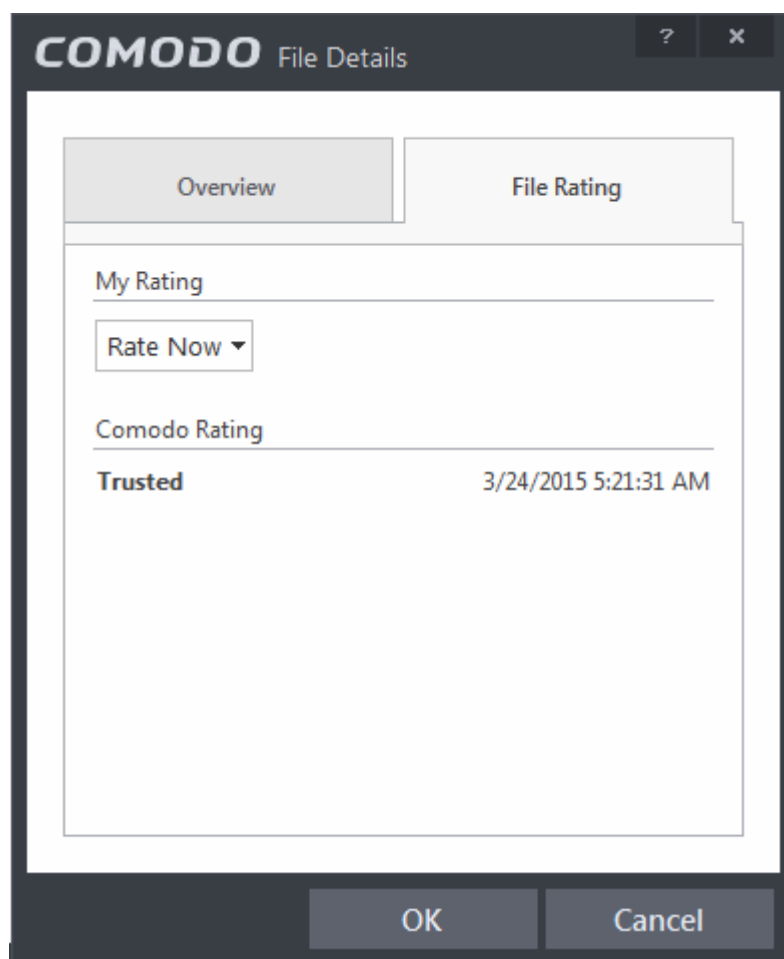 COMODO File Details ? ×
Overview File Rating
My Rating
Rate Now
Comodo Rating
Trusted 3/24/2015 5:21:31 AM
OK Cancel